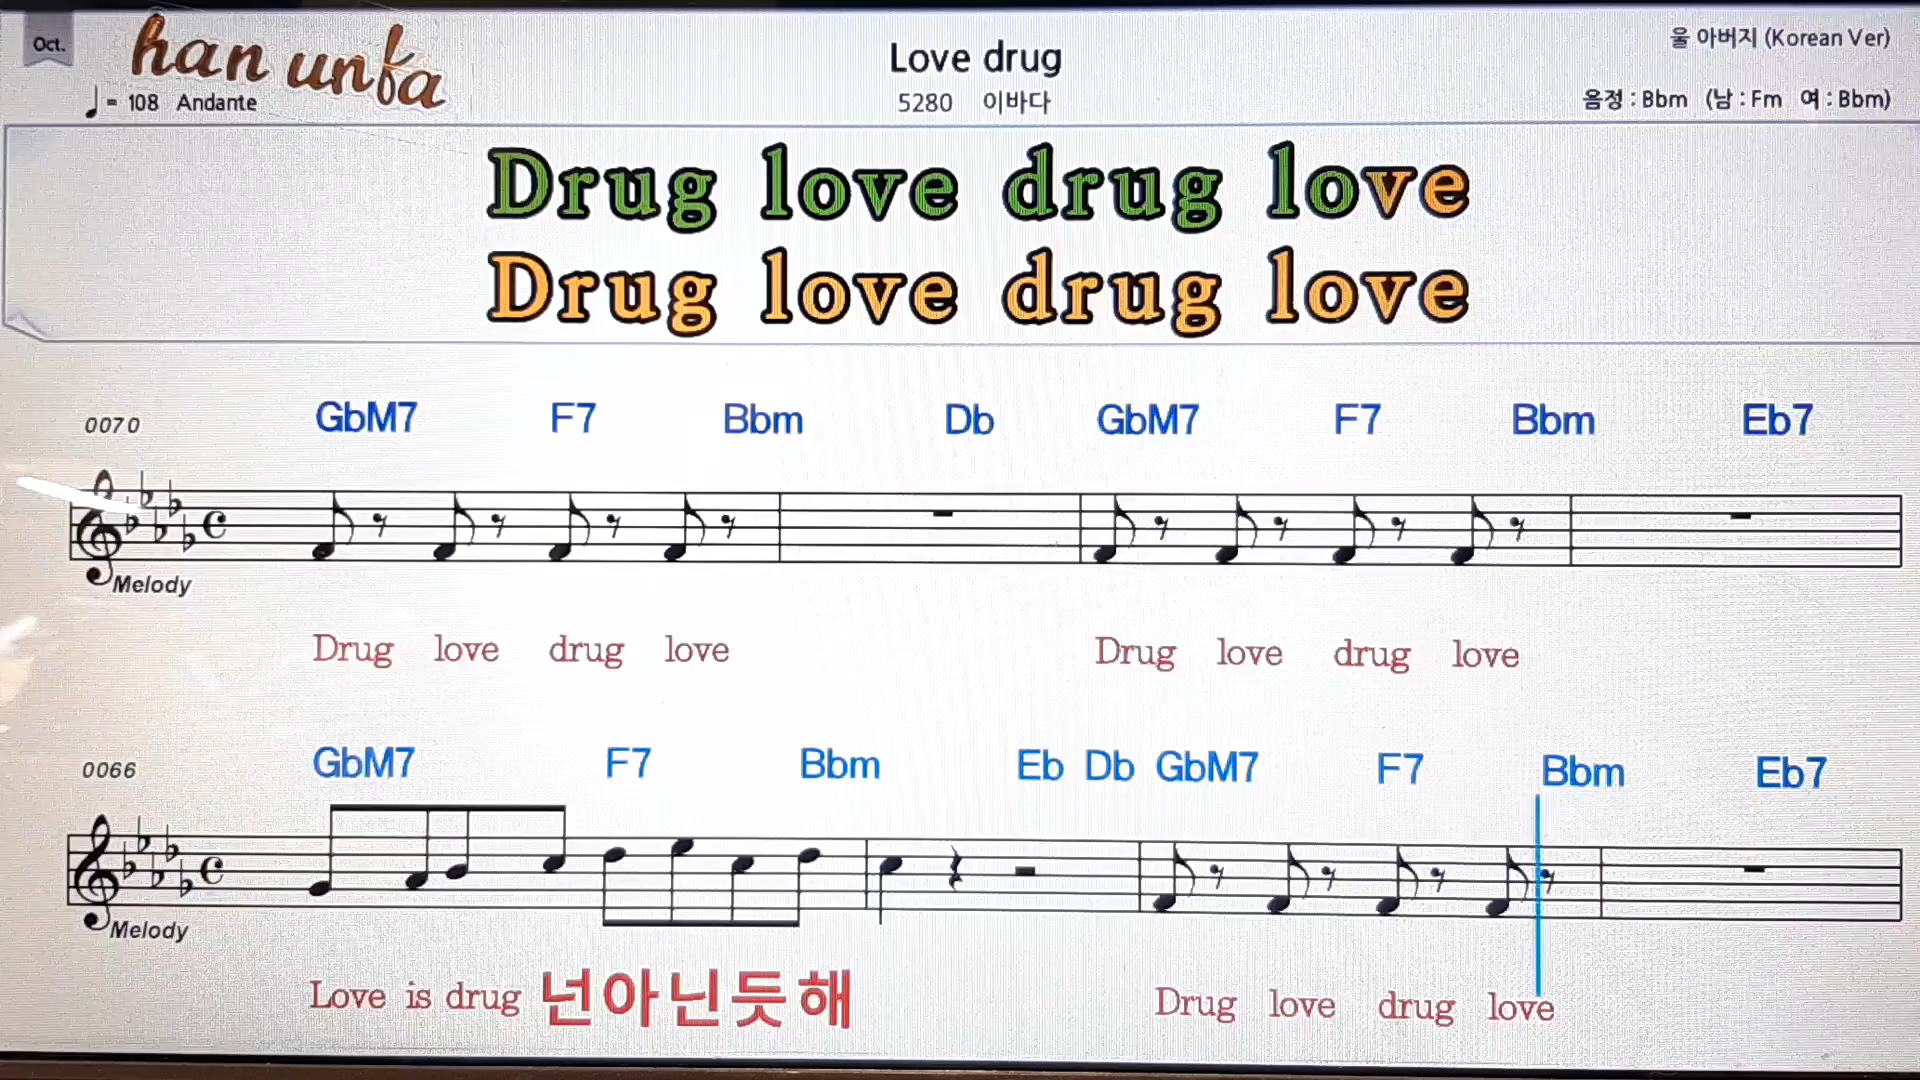 Oct.
han unfa
Love drug
울 아버지 (Korean Ver)
= 108 Andante
5280 이바다
음정 : Bbm (남 : Fm 여 : Bbm)
Drug love drug love
Drug love drug love
0070
GbM7 F7 Bbm Db GbM7 F7 Bbm Eb7
Melody
Drug love drug love Drug love drug love
0066
GbM7 F7 Bbm Eb Db GbM7 F7 Bbm Eb7
Melody
Love is drug 넌아닌듯해 Drug love drug love